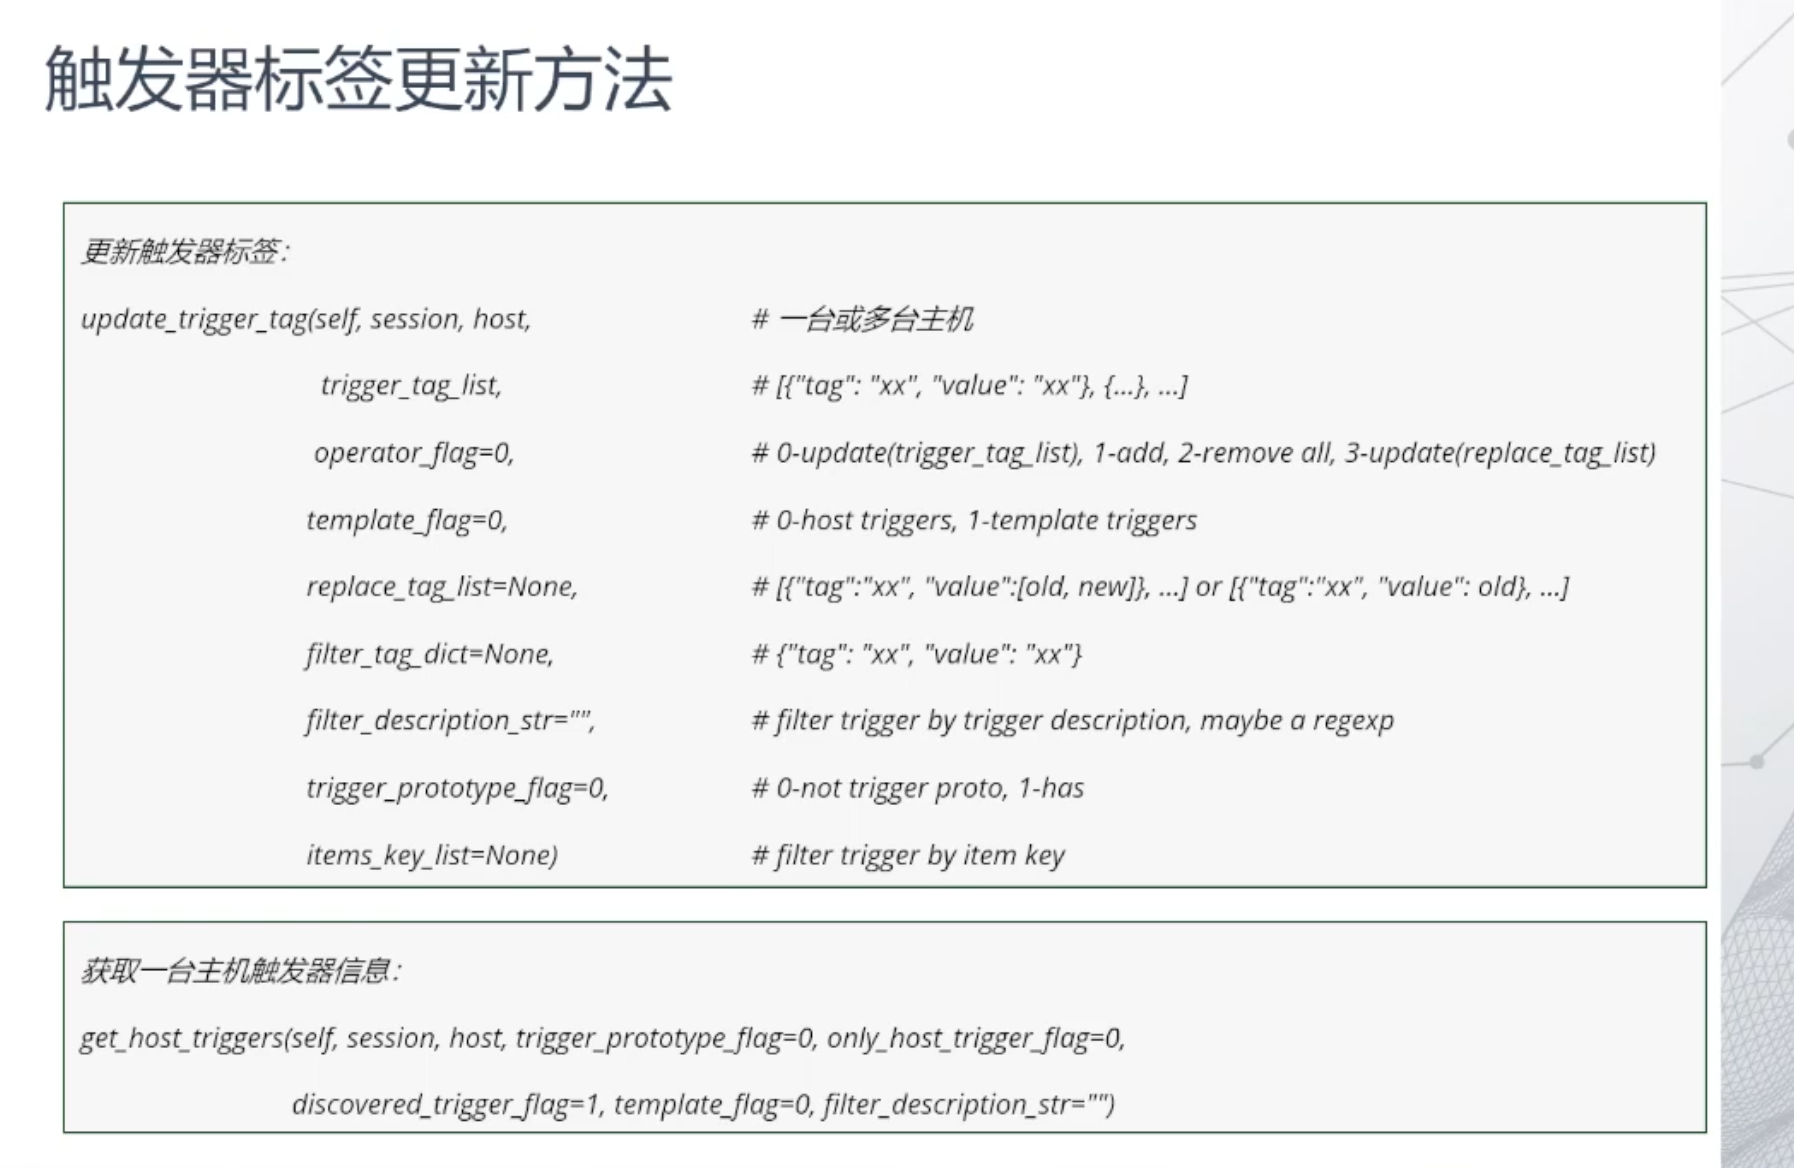 触发器标签更新方法
更新触发器标签：
update_trigger_tag(self, session, host, # 一台或多台主机
trigger_tag_list, # [{"tag": "xx", "value": "xx"}, {...}, ...]
operator_flag=0, # 0-update(trigger_tag_list), 1-add, 2-remove all, 3-update(replace_tag_list)
template_flag=0, # 0-host triggers, 1-template triggers
replace_tag_list=None, # [{"tag":"xx", "value":[old, new]}, ...] or [{"tag":"xx", "value": old}, ...]
filter_tag_dict=None, # {"tag": "xx", "value": "xx"}
filter_description_str="", # filter trigger by trigger description, maybe a regexp
trigger_prototype_flag=0, # 0-not trigger proto, 1-has
items_key_list=None) # filter trigger by item key
获取一台主机触发器信息：
get_host_triggers(self, session, host, trigger_prototype_flag=0, only_host_trigger_flag=0,
discovered_trigger_flag=1, template_flag=0, filter_description_str="")